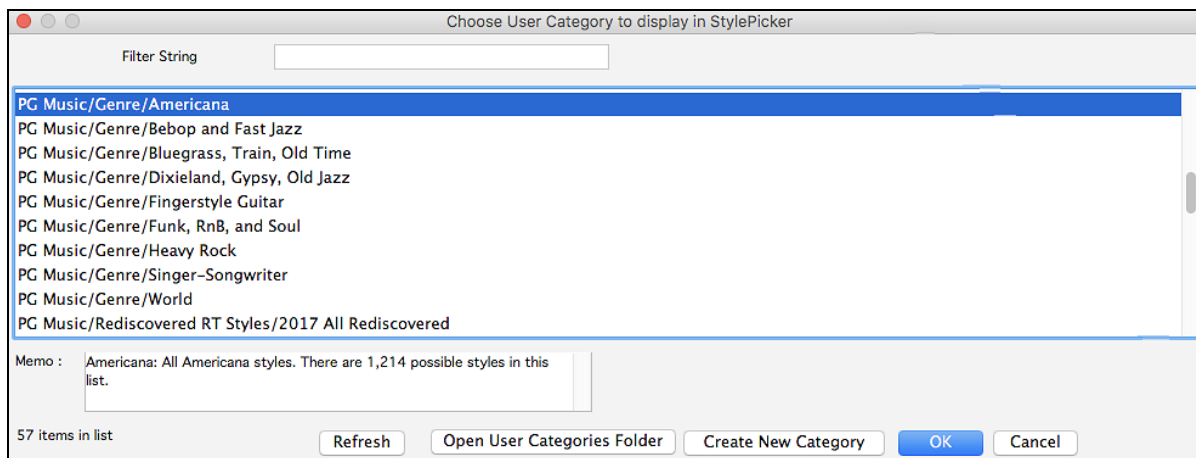 Choose User Category to display in StylePicker
Filter String
PG Music/Genre/Americana
PG Music/Genre/Bebop and Fast Jazz
PG Music/Genre/Bluegrass, Train, Old Time
PG Music/Genre/Dixieland, Gypsy, Old Jazz
PG Music/Genre/Fingerstyle Guitar
PG Music/Genre/Funk, RnB, and Soul
PG Music/Genre/Heavy Rock
PG Music/Genre/Singer-Songwriter
PG Music/Genre/World
PG Music/Rediscovered RT Styles/2017 All Rediscovered
Memo : Americana: All Americana styles. There are 1,214 possible styles in this
list.
57 items in list Refresh Open User Categories Folder Create New Category OK Cancel